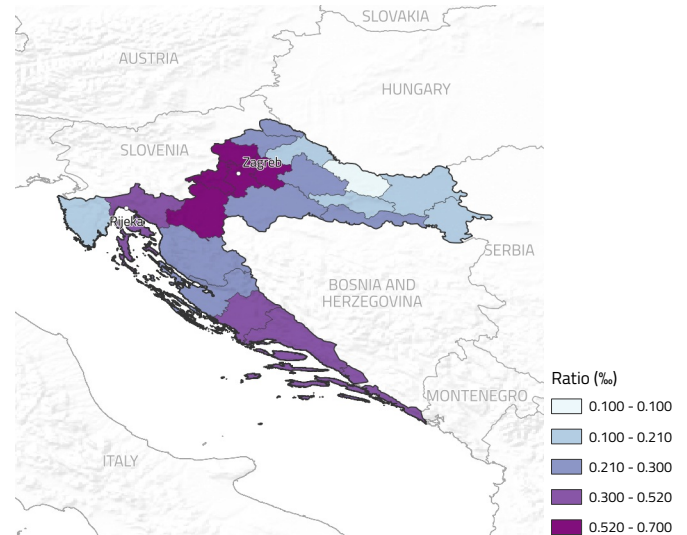 SLOVAKIA
AUSTRIA
HUNGARY
SLOVENIA
Zagreb
Rijeka
SERBIA
BOSNIA AND
HERZEGOVINA
MONTENEGRO
ITALY
Ratio (‰)
0.100 - 0.100
0.100 - 0.210
0.210 - 0.300
0.300 - 0.520
0.520 - 0.700